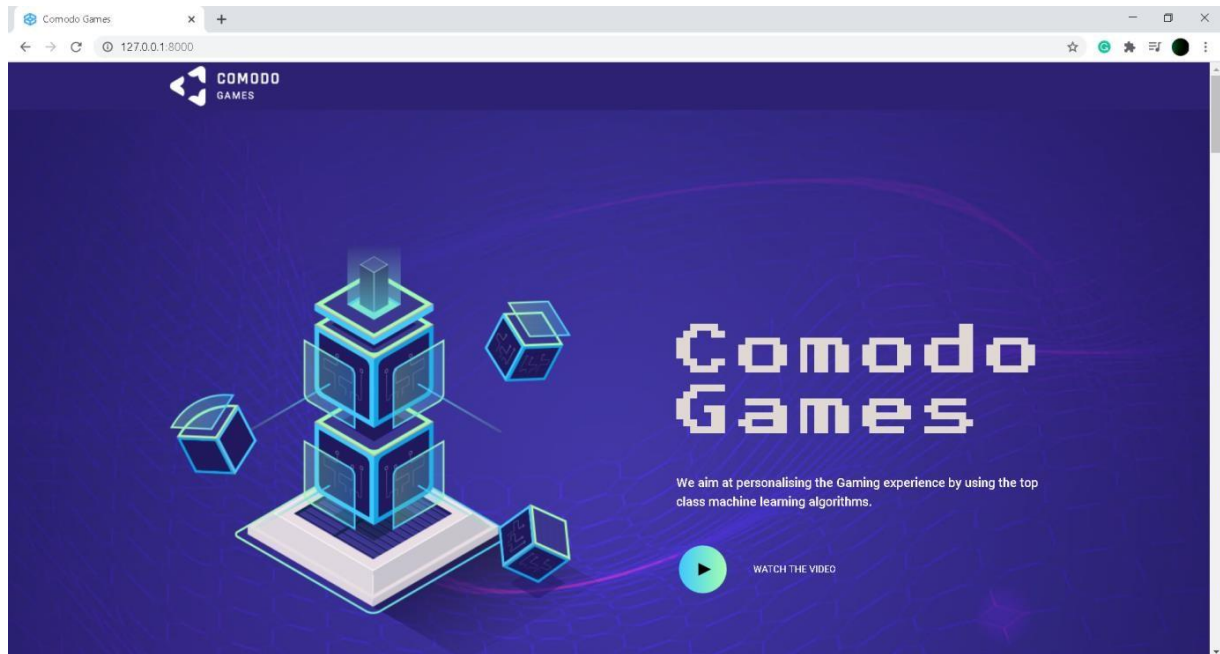 Comodo Games
127.0.0.1:8000
COMODO
GAMES
Comodo
Games
We aim at personalising the Gaming experience by using the top
class machine learning algorithms.
WATCH THE VIDEO